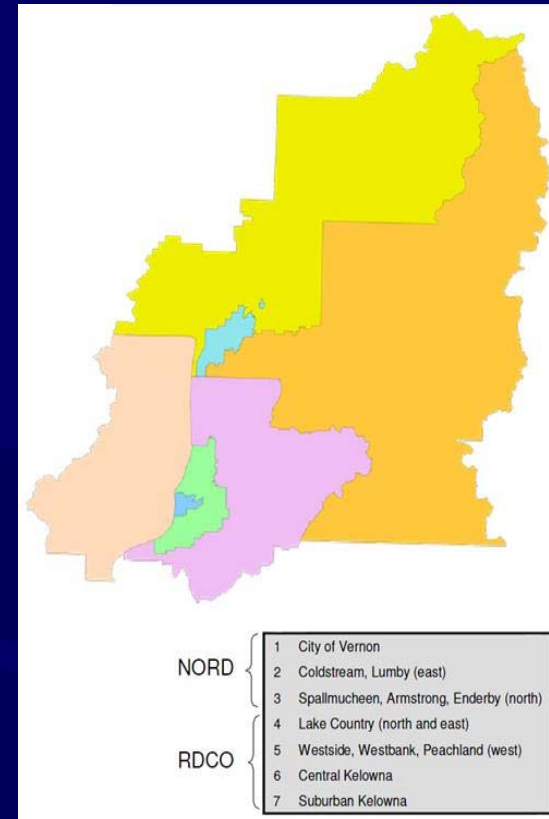 NORD
1 City of Vernon
2 Coldstream, Lumby (east)
3 Spallmucheen, Armstrong, Enderby (north)
RDCO
4 Lake Country (north and east)
5 Westside, Westbank, Peachland (west)
6 Central Kelowna
7 Suburban Kelowna